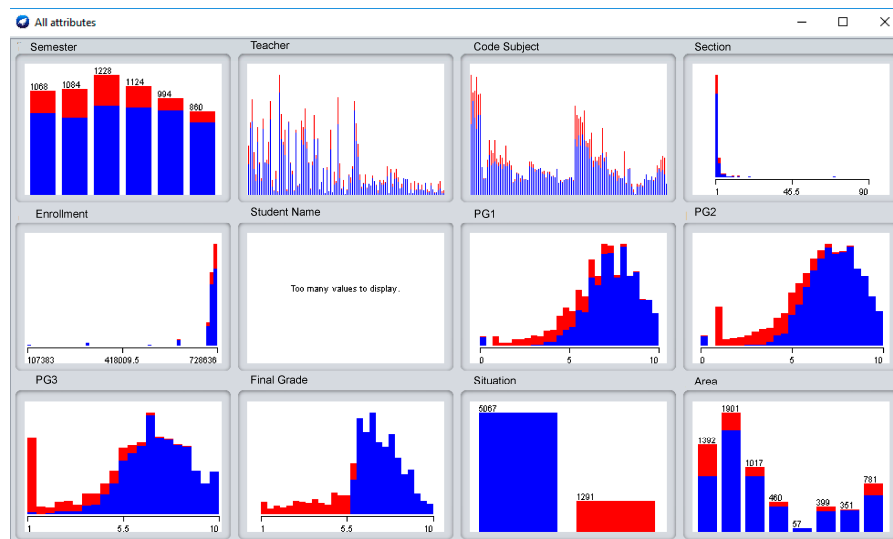 All attributes
Semester
Teacher
Code Subject
Section
1068
1084
1228
1124
994
860
1
45.5
90
Enrollment
Student Name
PG1
PG2
Too many values to display.
107383
418009.5
728636
0
5
10
0
5
10
PG3
Final Grade
Situation
Area
1
5.5
10
1
5.5
10
5067
1291
1392
1901
1017
460
57
399
351
781